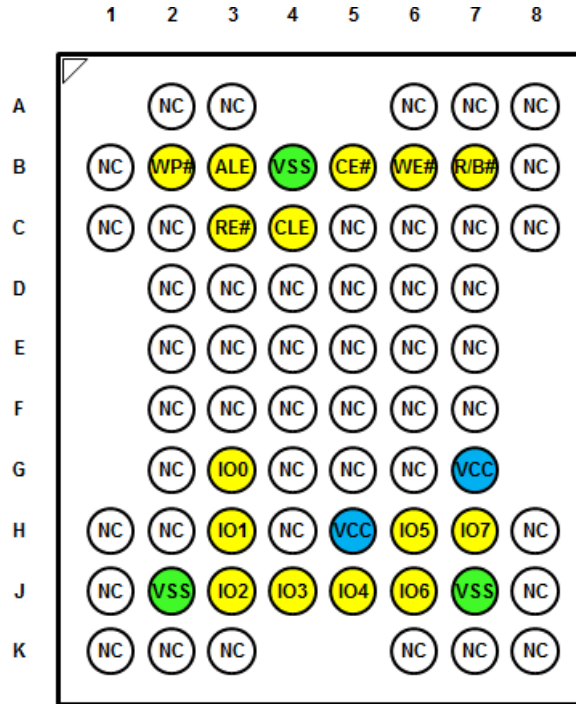 1 2 3 4 5 6 7 8
A NC NC NC NC NC
B NC WP# ALE VSS CE# WE# R/B# NC
C NC NC RE# CLE NC NC NC NC
D NC NC NC NC NC NC
E NC NC NC NC NC NC
F NC NC NC NC NC NC
G NC IO0 NC NC NC VCC
H NC NC IO1 NC VCC IO5 IO7 NC
J NC VSS IO2 IO3 IO4 IO6 VSS NC
K NC NC NC NC NC NC